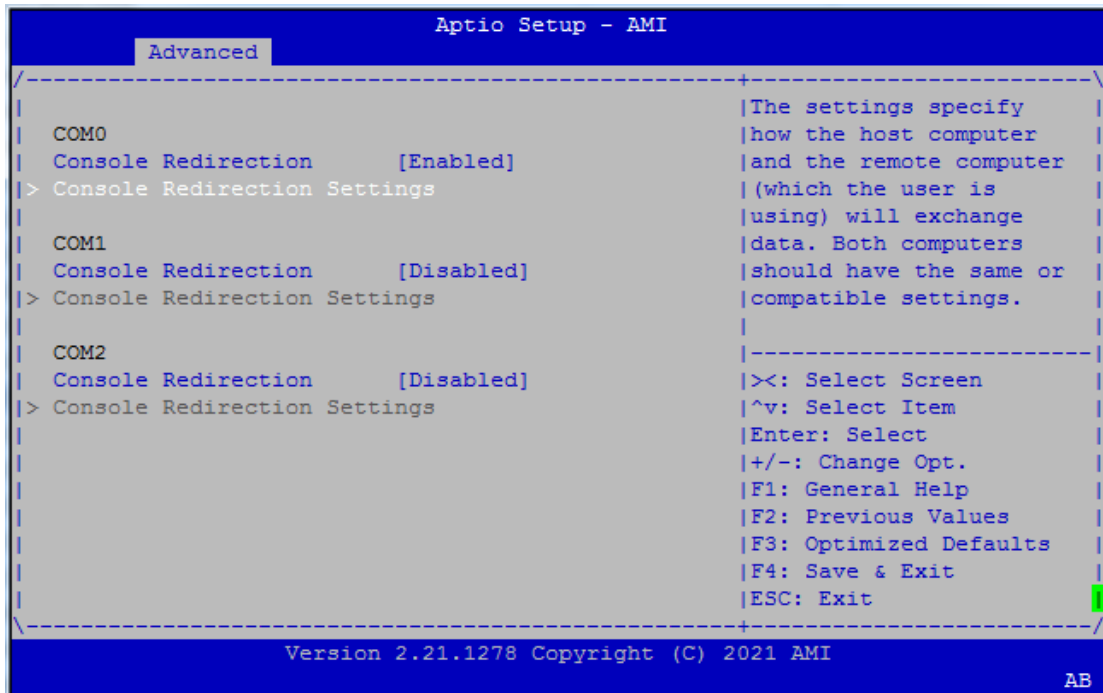 Aptio Setup - AMI
Advanced
COM0
Console Redirection [Enabled]
> Console Redirection Settings
COM1
Console Redirection [Disabled]
> Console Redirection Settings
COM2
Console Redirection [Disabled]
> Console Redirection Settings
The settings specify
how the host computer
and the remote computer
(which the user is
using) will exchange
data. Both computers
should have the same or
compatible settings.
><: Select Screen
^v: Select Item
Enter: Select
+/-: Change Opt.
F1: General Help
F2: Previous Values
F3: Optimized Defaults
F4: Save & Exit
ESC: Exit
Version 2.21.1278 Copyright (C) 2021 AMI
AB